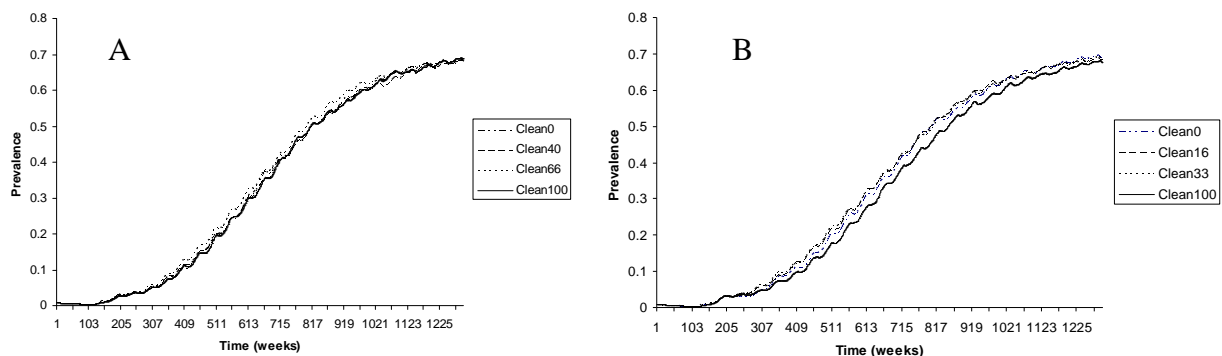 A
Prevalence
0.8
0.7
0.6
0.5
0.4
0.3
0.2
0.1
0
1 103 205 307 409 511 613 715 817 919 1021 1123 1225
Time (weeks)
Clean0
Clean40
Clean66
Clean100
B
Prevalence
0.8
0.7
0.6
0.5
0.4
0.3
0.2
0.1
0
1 103 205 307 409 511 613 715 817 919 1021 1123 1225
Time (weeks)
Clean0
Clean16
Clean33
Clean100